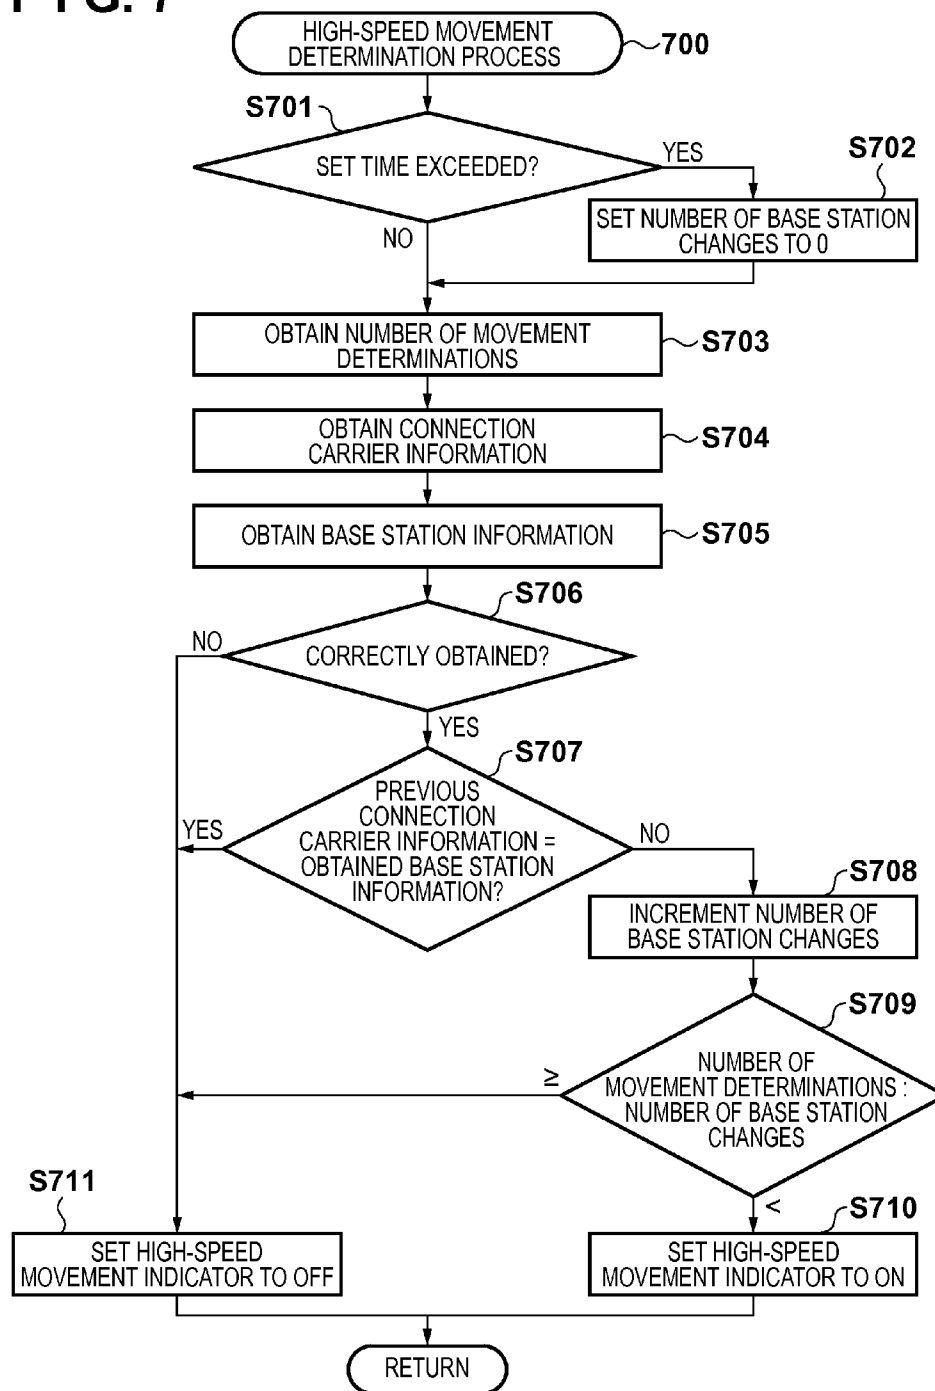 FIG. 7
HIGH-SPEED MOVEMENT
DETERMINATION PROCESS
700
S701
SET TIME EXCEEDED?
YES
S702
SET NUMBER OF BASE STATION
CHANGES TO 0
NO
OBTAIN NUMBER OF MOVEMENT
DETERMINATIONS
S703
OBTAIN CONNECTION
CARRIER INFORMATION
S704
OBTAIN BASE STATION INFORMATION
S705
S706
NO
CORRECTLY OBTAINED?
YES
S707
PREVIOUS
CONNECTION
CARRIER INFORMATION =
OBTAINED BASE STATION
INFORMATION?
YES
NO
S708
INCREMENT NUMBER OF
BASE STATION CHANGES
S709
NUMBER OF
MOVEMENT DETERMINATIONS :
NUMBER OF BASE STATION
CHANGES
≥
<
S711
SET HIGH-SPEED
MOVEMENT INDICATOR TO OFF
S710
SET HIGH-SPEED
MOVEMENT INDICATOR TO ON
RETURN